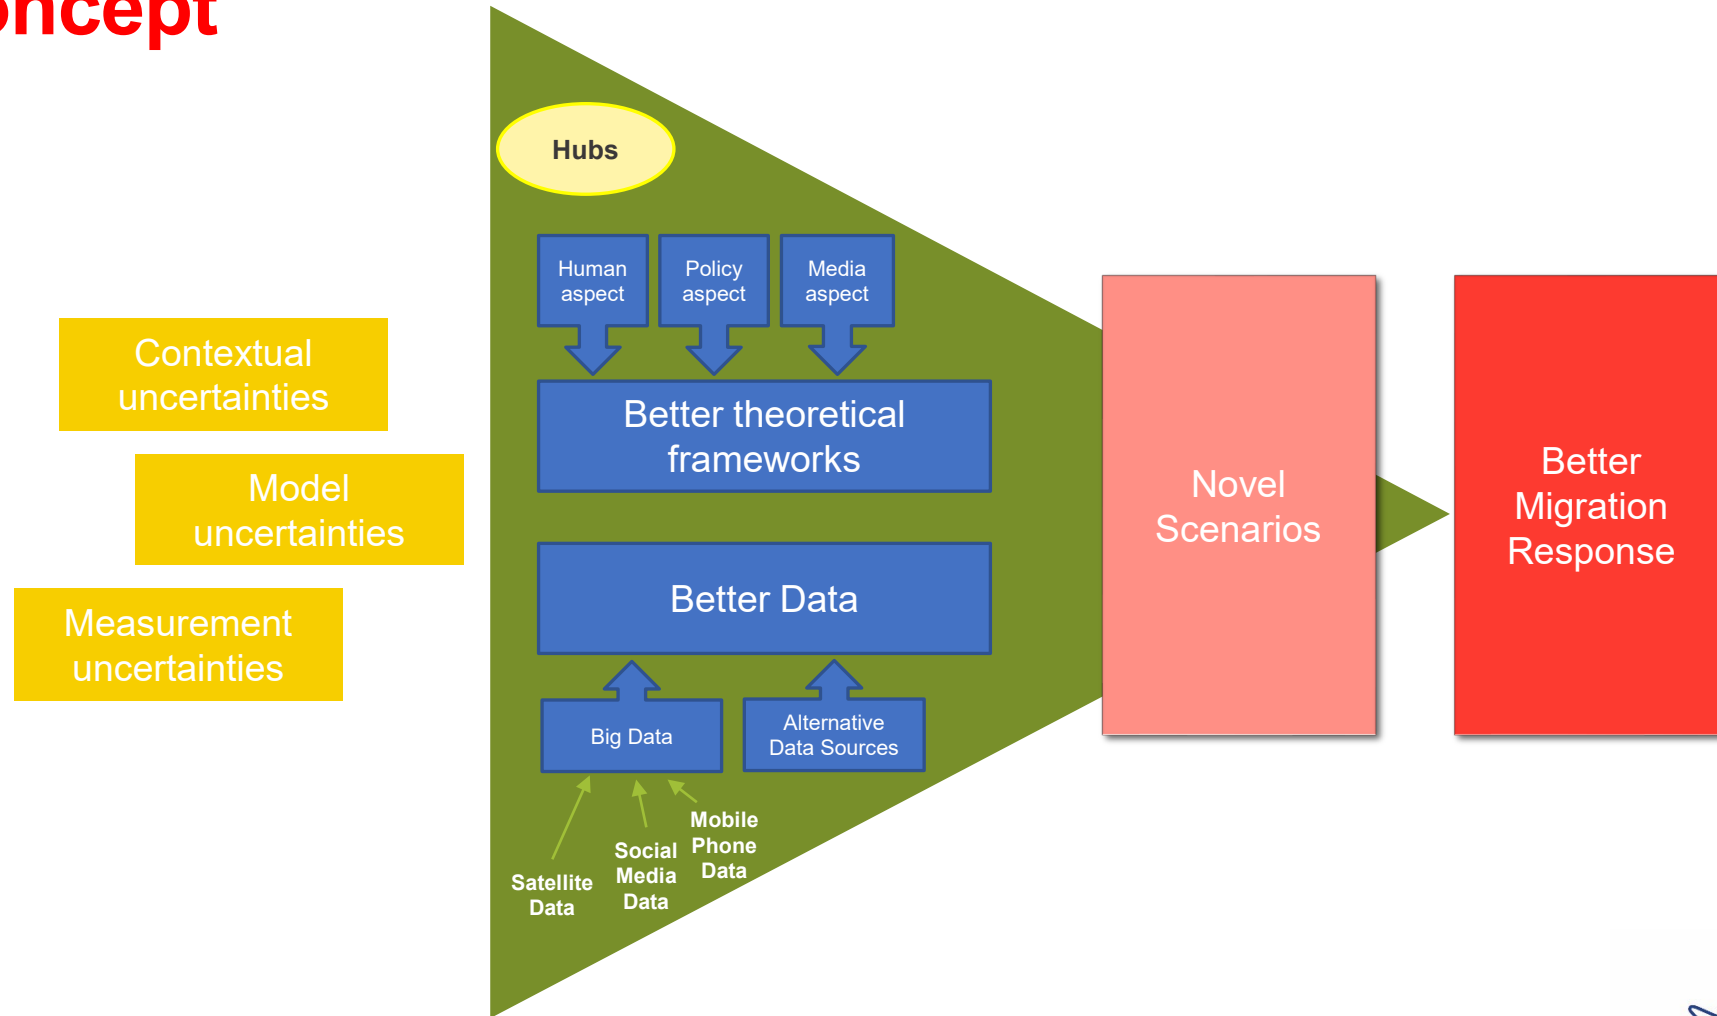 oncept
Hubs
Human
aspect
Policy
aspect
Media
aspect
Better theoretical
frameworks
Contextual
uncertainties
Model
uncertainties
Measurement
uncertainties
Better Data
Big Data
Alternative
Data Sources
Satellite
Data
Social
Media
Data
Mobile
Phone
Data
Novel
Scenarios
Better
Migration
Response